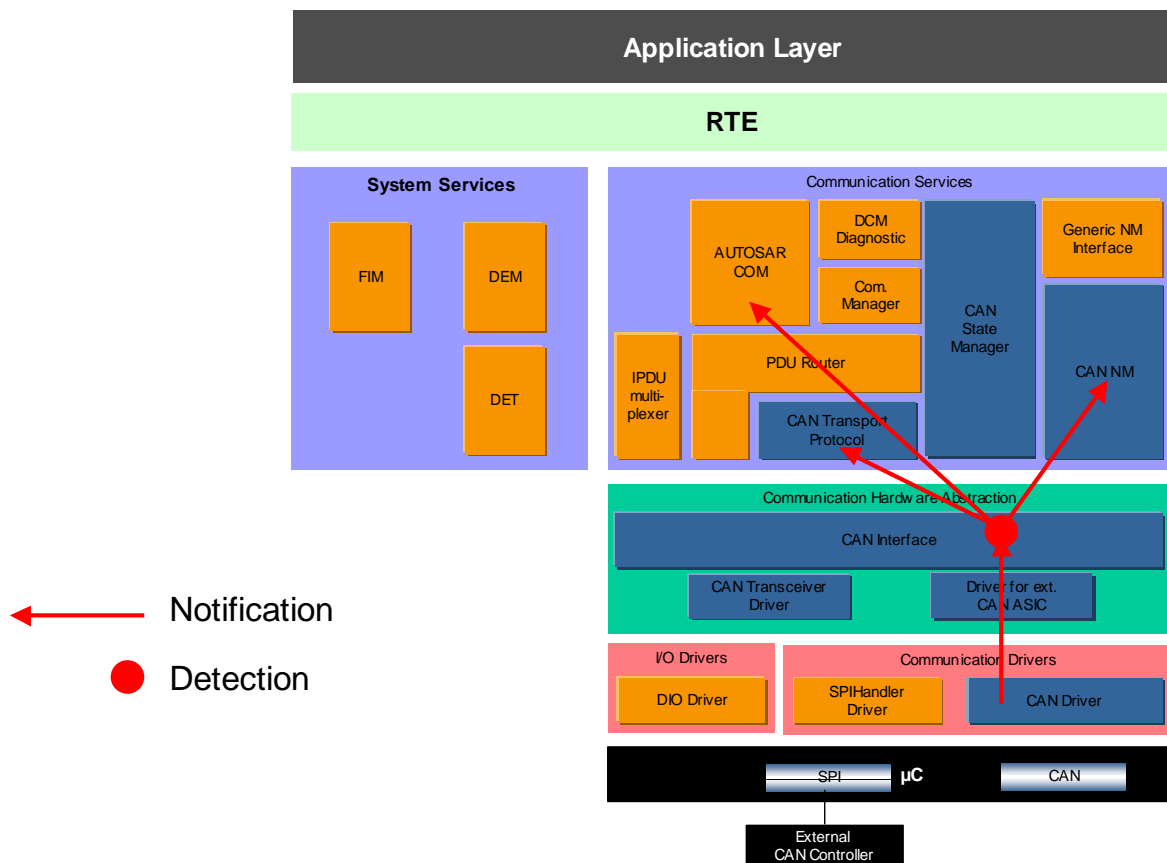 Application Layer
RTE
System Services
FIM
DEM
DET
Communication Services
AUTOSAR
COM
DCM
Diagnostic
Com.
Manager
CAN
State
Manager
Generic NM
Interface
CAN NM
IPDU
multi-
plexer
PDU Router
CAN Transport
Protocol
Communication Hardware Abstraction
CAN Interface
CAN Transceiver
Driver
Driver for ext.
CAN ASIC
Notification
Detection
I/O Drivers
DIO Driver
Communication Drivers
SPIHandler
Driver
CAN Driver
SPI
µC
CAN
External
CAN Controller